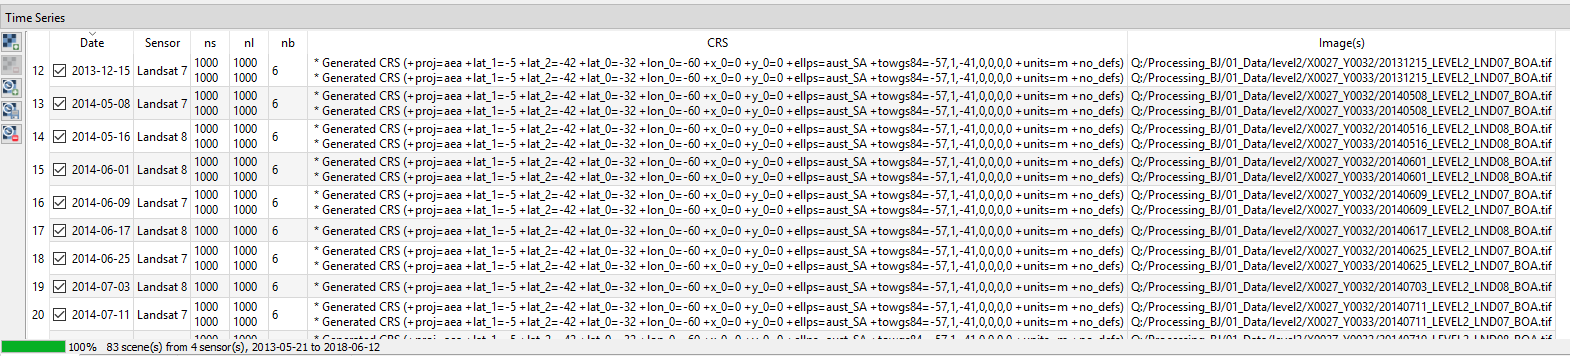 Time Series
Date Sensor ns nl nb CRS Image(s)
12 2013-12-15 Landsat 7 1000 1000 6 * Generated CRS (+proj=aea +lat_1=-5 +lat_2=-42 +lat_0=-32 +lon_0=-60 +x_0=0 +y_0=0 +ellps=aust_SA +towgs84=-57,1,-41,0,0,0,0 +units=m +no_defs) Q:/Processing_BJ/01_Data/level2/X0027_Y0032/20131215_LEVEL2_LND07_BOA.tif
1000 1000 * Generated CRS (+proj=aea +lat_1=-5 +lat_2=-42 +lat_0=-32 +lon_0=-60 +x_0=0 +y_0=0 +ellps=aust_SA +towgs84=-57,1,-41,0,0,0,0 +units=m +no_defs) Q:/Processing_BJ/01_Data/level2/X0027_Y0033/20131215_LEVEL2_LND07_BOA.tif
13 2014-05-08 Landsat 7 1000 1000 6 * Generated CRS (+proj=aea +lat_1=-5 +lat_2=-42 +lat_0=-32 +lon_0=-60 +x_0=0 +y_0=0 +ellps=aust_SA +towgs84=-57,1,-41,0,0,0,0 +units=m +no_defs) Q:/Processing_BJ/01_Data/level2/X0027_Y0032/20140508_LEVEL2_LND07_BOA.tif
1000 1000 * Generated CRS (+proj=aea +lat_1=-5 +lat_2=-42 +lat_0=-32 +lon_0=-60 +x_0=0 +y_0=0 +ellps=aust_SA +towgs84=-57,1,-41,0,0,0,0 +units=m +no_defs) Q:/Processing_BJ/01_Data/level2/X0027_Y0033/20140508_LEVEL2_LND07_BOA.tif
14 2014-05-16 Landsat 8 1000 1000 6 * Generated CRS (+proj=aea +lat_1=-5 +lat_2=-42 +lat_0=-32 +lon_0=-60 +x_0=0 +y_0=0 +ellps=aust_SA +towgs84=-57,1,-41,0,0,0,0 +units=m +no_defs) Q:/Processing_BJ/01_Data/level2/X0027_Y0032/20140516_LEVEL2_LND08_BOA.tif
1000 1000 * Generated CRS (+proj=aea +lat_1=-5 +lat_2=-42 +lat_0=-32 +lon_0=-60 +x_0=0 +y_0=0 +ellps=aust_SA +towgs84=-57,1,-41,0,0,0,0 +units=m +no_defs) Q:/Processing_BJ/01_Data/level2/X0027_Y0033/20140516_LEVEL2_LND08_BOA.tif
15 2014-06-01 Landsat 8 1000 1000 6 * Generated CRS (+proj=aea +lat_1=-5 +lat_2=-42 +lat_0=-32 +lon_0=-60 +x_0=0 +y_0=0 +ellps=aust_SA +towgs84=-57,1,-41,0,0,0,0 +units=m +no_defs) Q:/Processing_BJ/01_Data/level2/X0027_Y0032/20140601_LEVEL2_LND08_BOA.tif
1000 1000 * Generated CRS (+proj=aea +lat_1=-5 +lat_2=-42 +lat_0=-32 +lon_0=-60 +x_0=0 +y_0=0 +ellps=aust_SA +towgs84=-57,1,-41,0,0,0,0 +units=m +no_defs) Q:/Processing_BJ/01_Data/level2/X0027_Y0033/20140601_LEVEL2_LND08_BOA.tif
16 2014-06-09 Landsat 7 1000 1000 6 * Generated CRS (+proj=aea +lat_1=-5 +lat_2=-42 +lat_0=-32 +lon_0=-60 +x_0=0 +y_0=0 +ellps=aust_SA +towgs84=-57,1,-41,0,0,0,0 +units=m +no_defs) Q:/Processing_BJ/01_Data/level2/X0027_Y0032/20140609_LEVEL2_LND07_BOA.tif
1000 1000 * Generated CRS (+proj=aea +lat_1=-5 +lat_2=-42 +lat_0=-32 +lon_0=-60 +x_0=0 +y_0=0 +ellps=aust_SA +towgs84=-57,1,-41,0,0,0,0 +units=m +no_defs) Q:/Processing_BJ/01_Data/level2/X0027_Y0033/20140609_LEVEL2_LND07_BOA.tif
17 2014-06-17 Landsat 8 1000 1000 6 * Generated CRS (+proj=aea +lat_1=-5 +lat_2=-42 +lat_0=-32 +lon_0=-60 +x_0=0 +y_0=0 +ellps=aust_SA +towgs84=-57,1,-41,0,0,0,0 +units=m +no_defs) Q:/Processing_BJ/01_Data/level2/X0027_Y0032/20140617_LEVEL2_LND08_BOA.tif
18 2014-06-25 Landsat 7 1000 1000 6 * Generated CRS (+proj=aea +lat_1=-5 +lat_2=-42 +lat_0=-32 +lon_0=-60 +x_0=0 +y_0=0 +ellps=aust_SA +towgs84=-57,1,-41,0,0,0,0 +units=m +no_defs) Q:/Processing_BJ/01_Data/level2/X0027_Y0032/20140625_LEVEL2_LND07_BOA.tif
1000 1000 * Generated CRS (+proj=aea +lat_1=-5 +lat_2=-42 +lat_0=-32 +lon_0=-60 +x_0=0 +y_0=0 +ellps=aust_SA +towgs84=-57,1,-41,0,0,0,0 +units=m +no_defs) Q:/Processing_BJ/01_Data/level2/X0027_Y0033/20140625_LEVEL2_LND07_BOA.tif
19 2014-07-03 Landsat 8 1000 1000 6 * Generated CRS (+proj=aea +lat_1=-5 +lat_2=-42 +lat_0=-32 +lon_0=-60 +x_0=0 +y_0=0 +ellps=aust_SA +towgs84=-57,1,-41,0,0,0,0 +units=m +no_defs) Q:/Processing_BJ/01_Data/level2/X0027_Y0032/20140703_LEVEL2_LND08_BOA.tif
20 2014-07-11 Landsat 7 1000 1000 6 * Generated CRS (+proj=aea +lat_1=-5 +lat_2=-42 +lat_0=-32 +lon_0=-60 +x_0=0 +y_0=0 +ellps=aust_SA +towgs84=-57,1,-41,0,0,0,0 +units=m +no_defs) Q:/Processing_BJ/01_Data/level2/X0027_Y0032/20140711_LEVEL2_LND07_BOA.tif
1000 1000 * Generated CRS (+proj=aea +lat_1=-5 +lat_2=-42 +lat_0=-32 +lon_0=-60 +x_0=0 +y_0=0 +ellps=aust_SA +towgs84=-57,1,-41,0,0,0,0 +units=m +no_defs) Q:/Processing_BJ/01_Data/level2/X0027_Y0033/20140711_LEVEL2_LND07_BOA.tif
100% 83 scene(s) from 4 sensor(s), 2013-05-21 to 2018-06-12